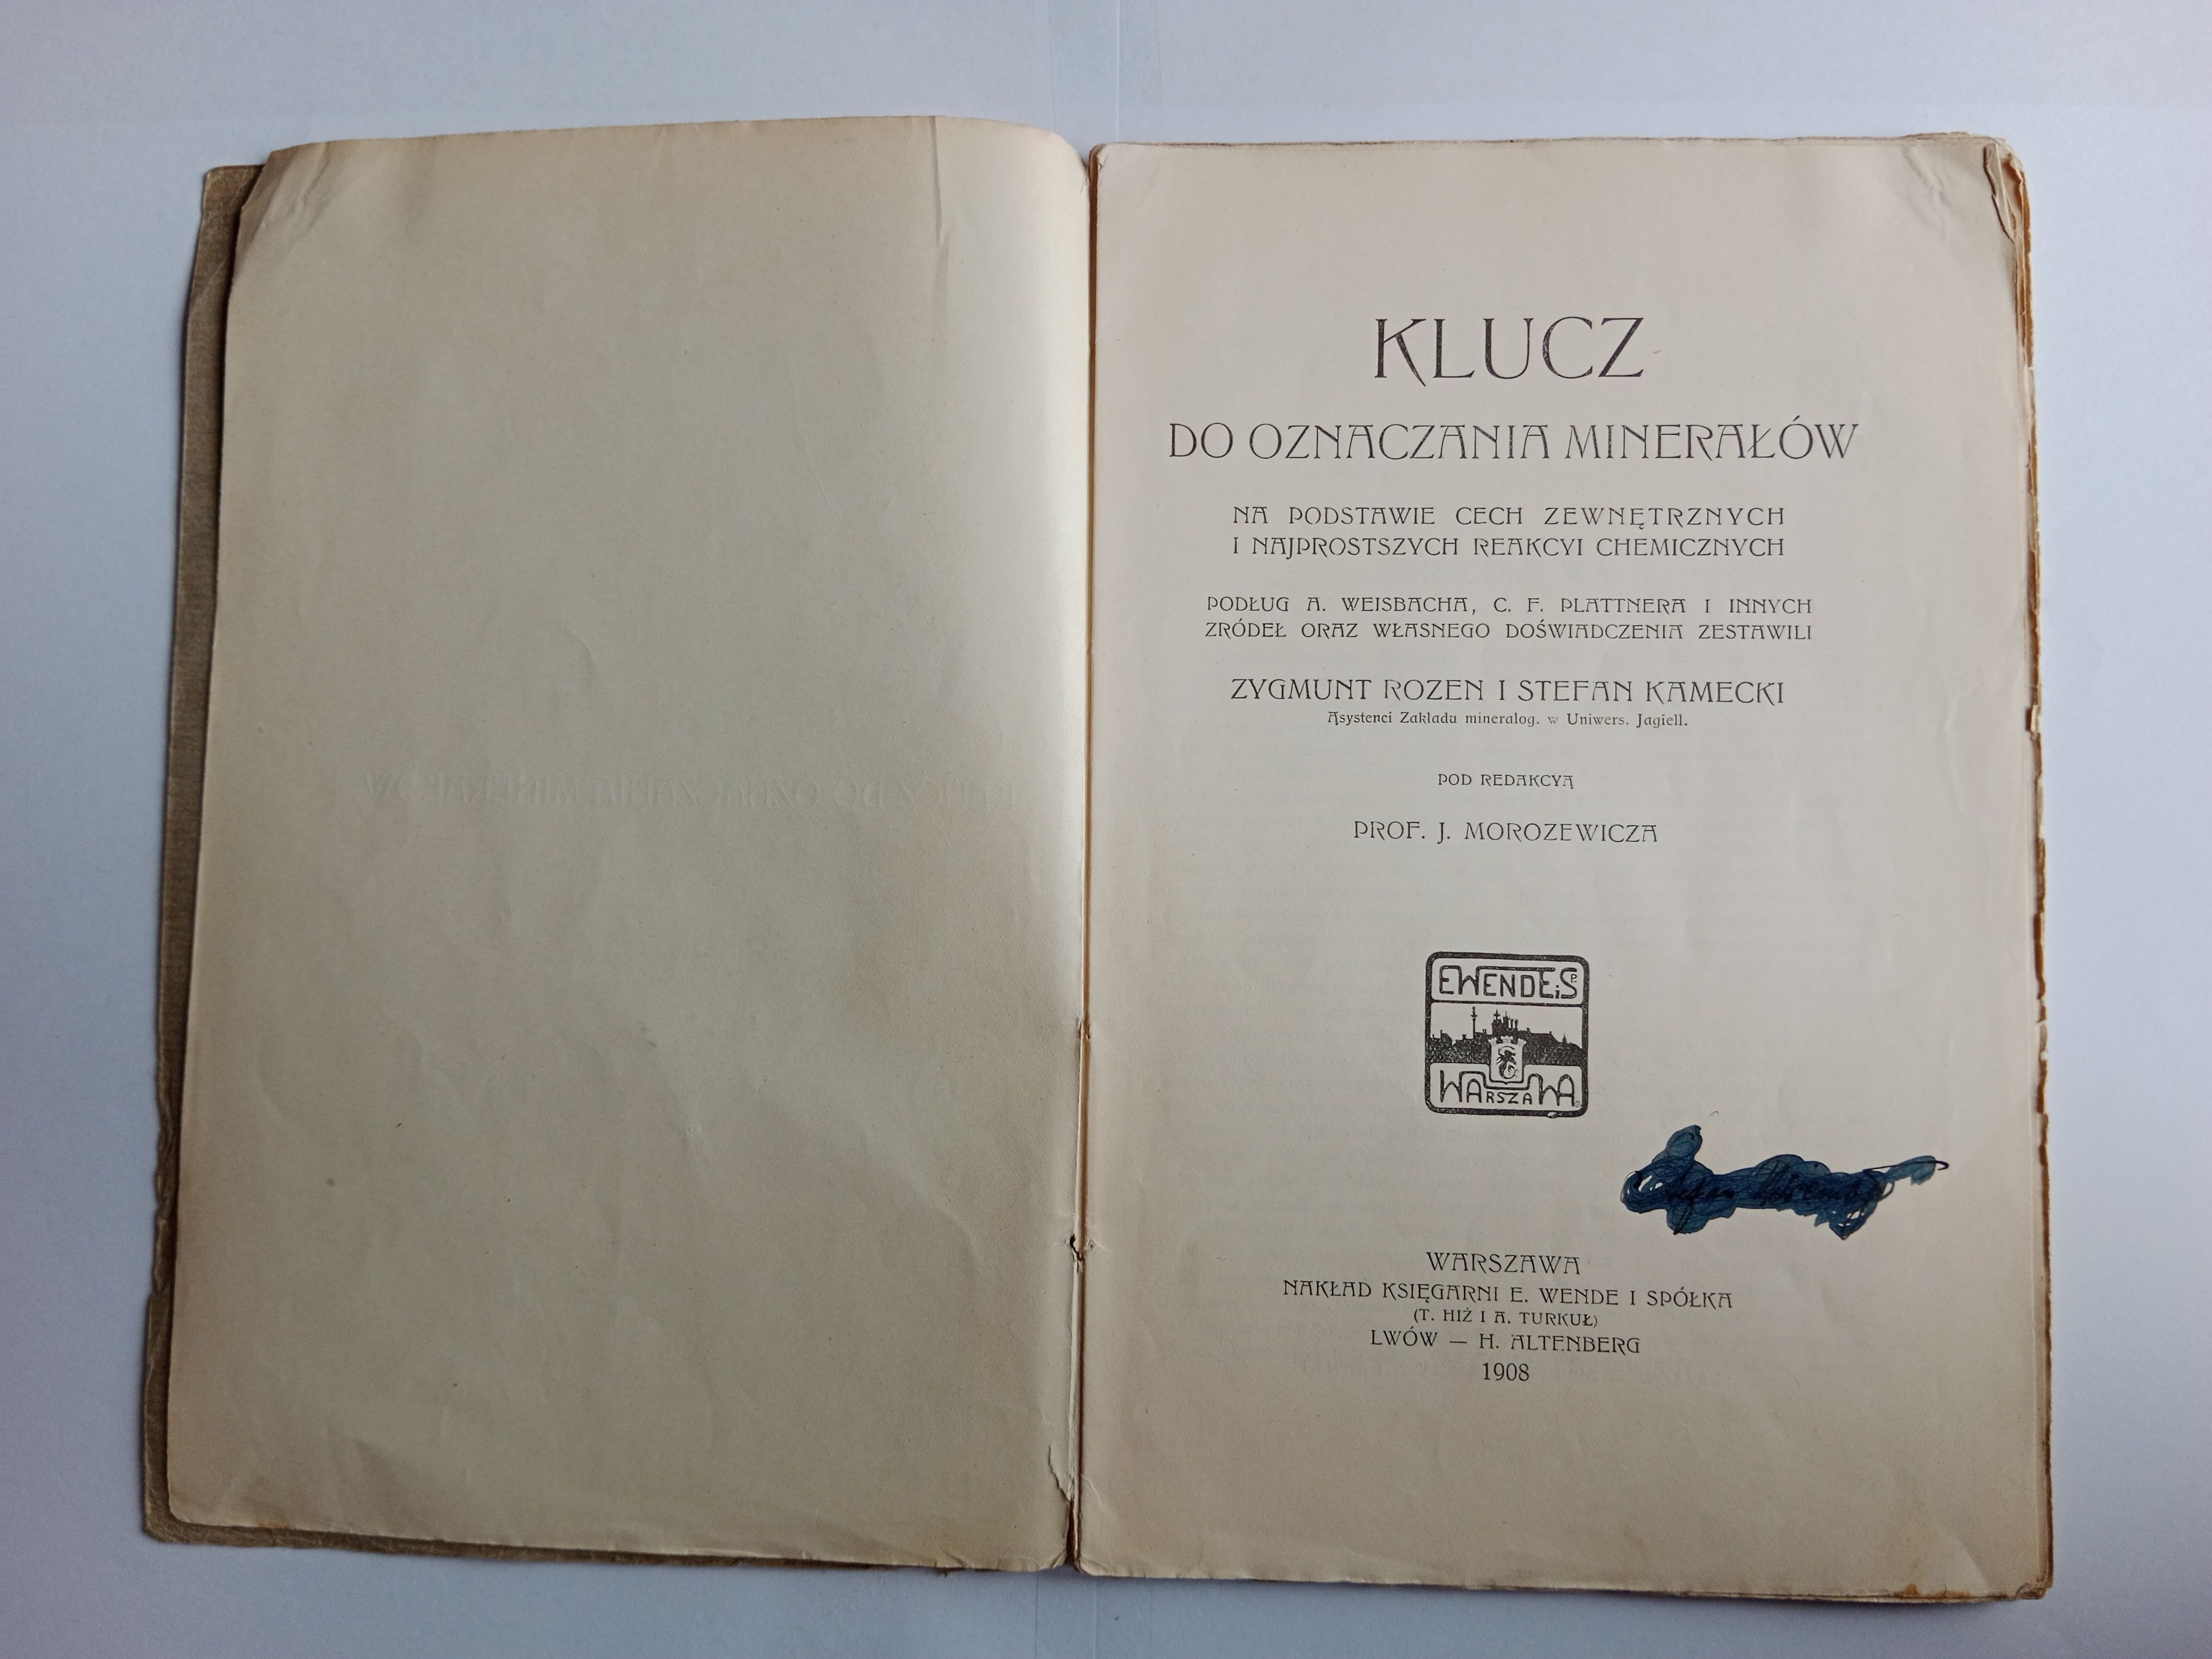 KLUCZ
DO OZNACZANIA MINERAŁÓW
NA PODSTAWIE CECH ZEWNĘTRZNYCH
I NAJPROSTSZYCH REAKCYI CHEMICZNYCH
PODŁUG A. WEISBACHA, C. F. PLATTNERA I INNYCH
ZRÓDEŁ ORAZ WŁASNEGO DOŚWIADCZENIA ZESTAWILI
ZYGMUNT ROZEN I STEFAN KAMECKI
Asystenci Zakładu mineralog. w Uniwers. Jagiell.
POD REDAKCYĄ
PROF. J. MOROZEWICZA
E WENDE i SP
WARSZAWA
WARSZAWA
NAKŁAD KSIĘGARNI E. WENDE I SPÓŁKA
(T. HIŻ I A. TURKUŁ)
LWÓW — H. ALTENBERG
1908